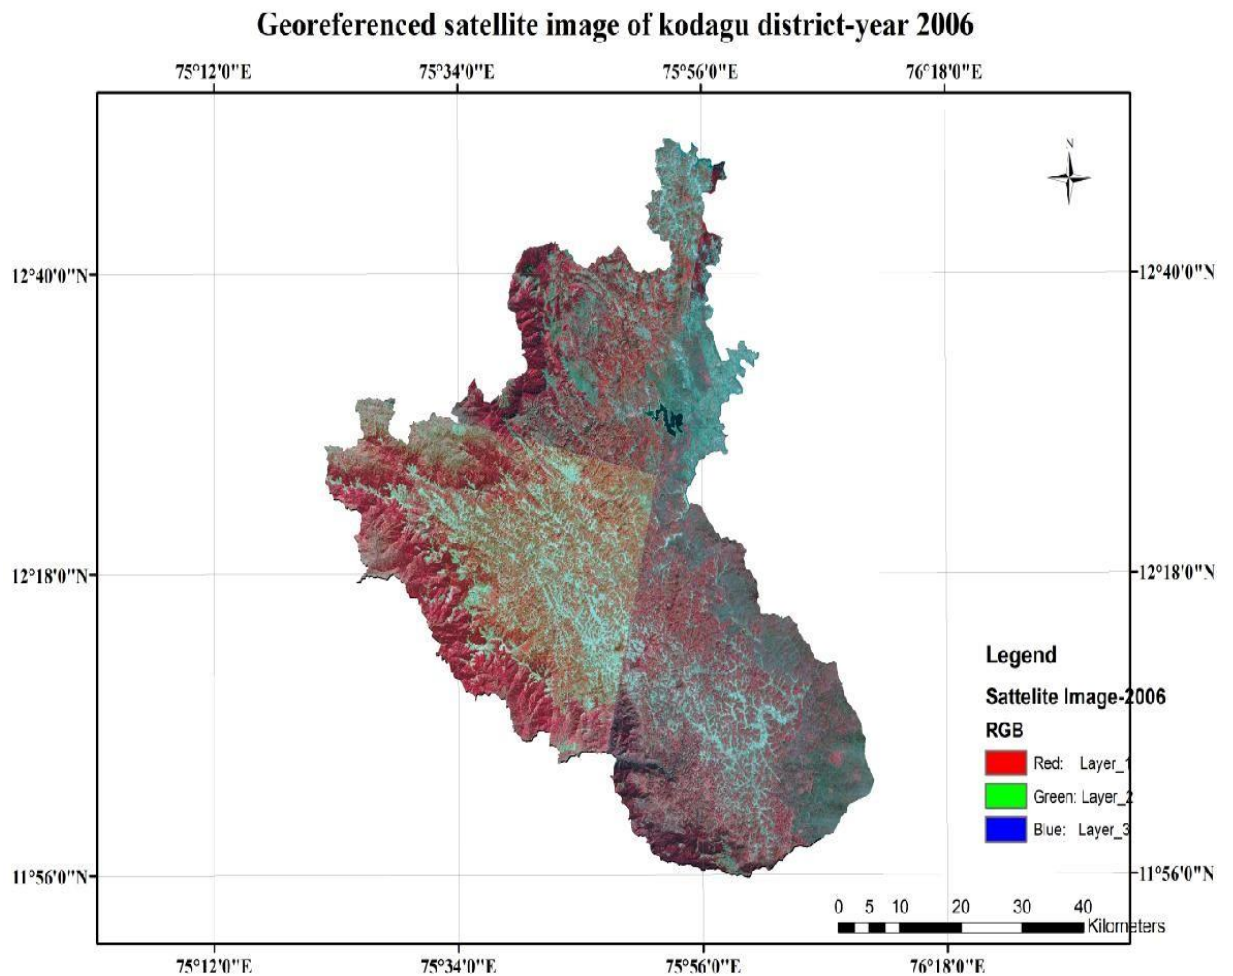 Georeferenced satellite image of kodagu district-year 2006
75°12'0"E 75°34'0"E 75°56'0"E 76°18'0"E
N
12°40'0"N 12°40'0"N
12°18'0"N 12°18'0"N
Legend
Sattelite Image-2006
RGB
Red: Layer_1
Green: Layer_2
Blue: Layer_3
11°56'0"N 11°56'0"N
0 5 10 20 30 40
Kilometers
75°12'0"E 75°34'0"E 75°56'0"E 76°18'0"E